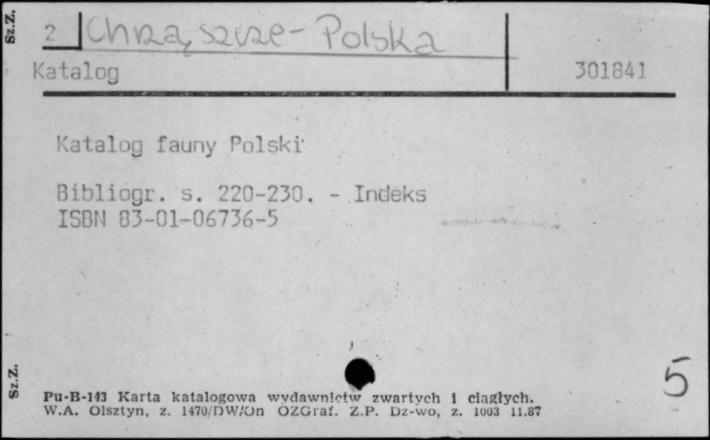 Sz.Z.
2 Chrząszcze - Polska
Katalog 301841
Katalog fauny Polski
Bibliogr. s. 220-230. - Indeks
ISBN 83-01-06736-5
5
Sz.Z.
Pu-B-143 Karta katalogowa wydawnictw zwartych i ciągłych.
W.A. Olsztyn, z. 1470/DW/On OZGraf. Z.P. Dz-wo, z. 1003 11.87